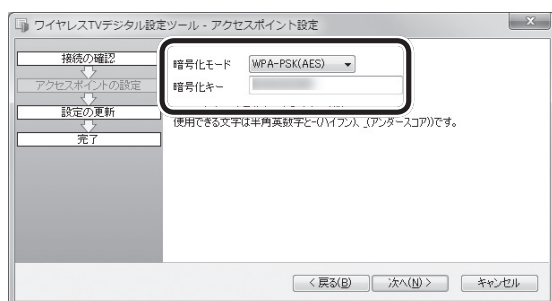 ワイヤレスTVデジタル設定ツール - アクセスポイント設定
接続の確認
アクセスポイントの設定
設定の更新
完了
暗号化モード WPA-PSK(AES)
暗号化キー
使用できる文字は半角英数字と-(ハイフン)、_(アンダースコア))です。
< 戻る(B) 次へ(N) > キャンセル